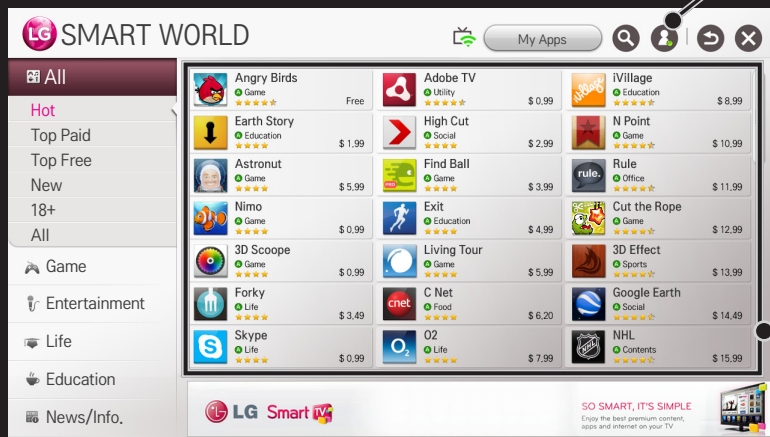 LG SMART WORLD
My Apps
All
Hot
Top Paid
Top Free
New
18+
All
Game
Entertainment
Life
Education
News/Info.
Angry Birds
A Game
Free
Adobe TV
A Utility
$ 0,99
iVillage
A Education
$ 8,99
Earth Story
A Education
$ 1,99
High Cut
A Social
$ 2,99
N Point
A Game
$ 10,99
Astronut
A Game
$ 5,99
PRO
Find Ball
A Game
$ 3,99
rule.
Rule
A Office
$ 11,99
Nimo
A Game
$ 0,99
Exit
A Education
$ 4,99
Cut the Rope
A Game
$ 12,99
3D Scoope
A Game
$ 0,99
Living Tour
A Game
$ 5,99
3D Effect
A Sports
$ 13,99
Forky
A Life
$ 3,49
cnet
C Net
A Food
$ 6,20
Google Earth
A Social
$ 14,49
S
Skype
A Life
$ 0,99
O2
02
A Life
$ 7,99
NHL
NHL
A Contents
$ 15,99
LG Smart TV
SO SMART, IT'S SIMPLE
Enjoy the best premium content,
apps and internet on your TV